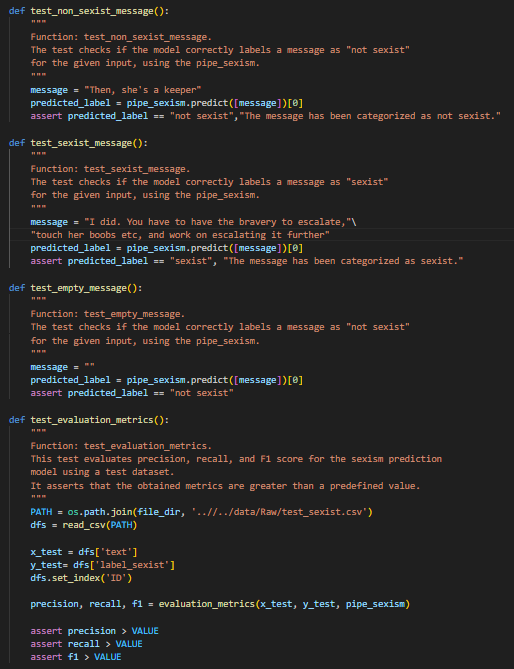 def test_non_sexist_message():
    """
    Function: test_non_sexist_message.
    The test checks if the model correctly labels a message as "not sexist"
    for the given input, using the pipe_sexism.
    """
    message = "Then, she's a keeper"
    predicted_label = pipe_sexism.predict([message])[0]
    assert predicted_label == "not sexist","The message has been categorized as not sexist."
def test_sexist_message():
    """
    Function: test_sexist_message.
    The test checks if the model correctly labels a message as "sexist"
    for the given input, using the pipe_sexism.
    """
    message = "I did. You have to have the bravery to escalate,"\
    "touch her boobs etc, and work on escalating it further"
    predicted_label = pipe_sexism.predict([message])[0]
    assert predicted_label == "sexist", "The message has been categorized as sexist."
def test_empty_message():
    """
    Function: test_empty_message.
    The test checks if the model correctly labels a message as "not sexist"
    for the given input, using the pipe_sexism.
    """
    message = ""
    predicted_label = pipe_sexism.predict([message])[0]
    assert predicted_label == "not sexist"
def test_evaluation_metrics():
    """
    Function: test_evaluation_metrics.
    This test evaluates precision, recall, and F1 score for the sexism prediction
    model using a test dataset.
    It asserts that the obtained metrics are greater than a predefined value.
    """
    PATH = os.path.join(file_dir, '..//../data/Raw/test_sexist.csv')
    dfs = read_csv(PATH)
    x_test = dfs['text']
    y_test= dfs['label_sexist']
    dfs.set_index('ID')
    precision, recall, f1 = evaluation_metrics(x_test, y_test, pipe_sexism)
    assert precision > VALUE
    assert recall > VALUE
    assert f1 > VALUE